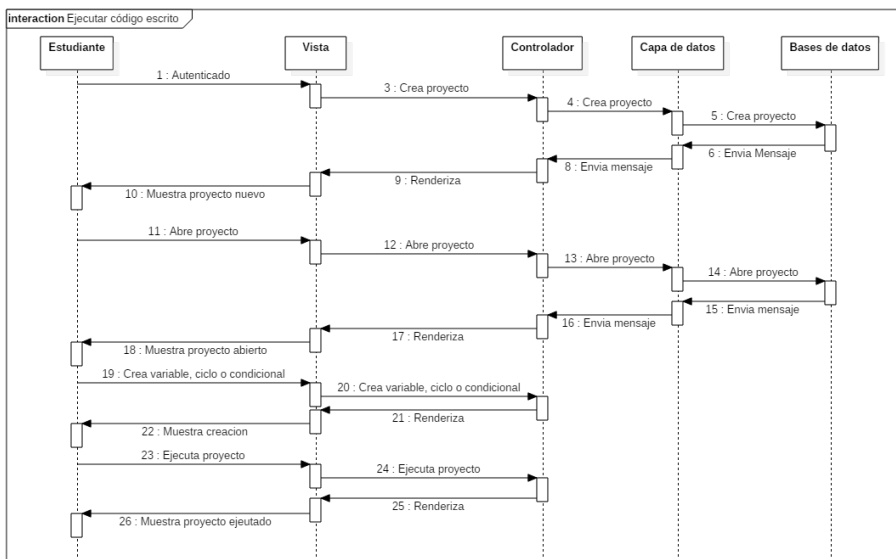 interaction Ejecutar código escrito
Estudiante
Vista
Controlador
Capa de datos
Bases de datos
1 : Autenticado
3 : Crea proyecto
4 : Crea proyecto
5 : Crea proyecto
6 : Envia Mensaje
8 : Envia mensaje
9 : Renderiza
10 : Muestra proyecto nuevo
11 : Abre proyecto
12 : Abre proyecto
13 : Abre proyecto
14 : Abre proyecto
15 : Envia mensaje
16 : Envia mensaje
17 : Renderiza
18 : Muestra proyecto abierto
19 : Crea variable, ciclo o condicional
20 : Crea variable, ciclo o condicional
21 : Renderiza
22 : Muestra creacion
23 : Ejecuta proyecto
24 : Ejecuta proyecto
25 : Renderiza
26 : Muestra proyecto ejeutado